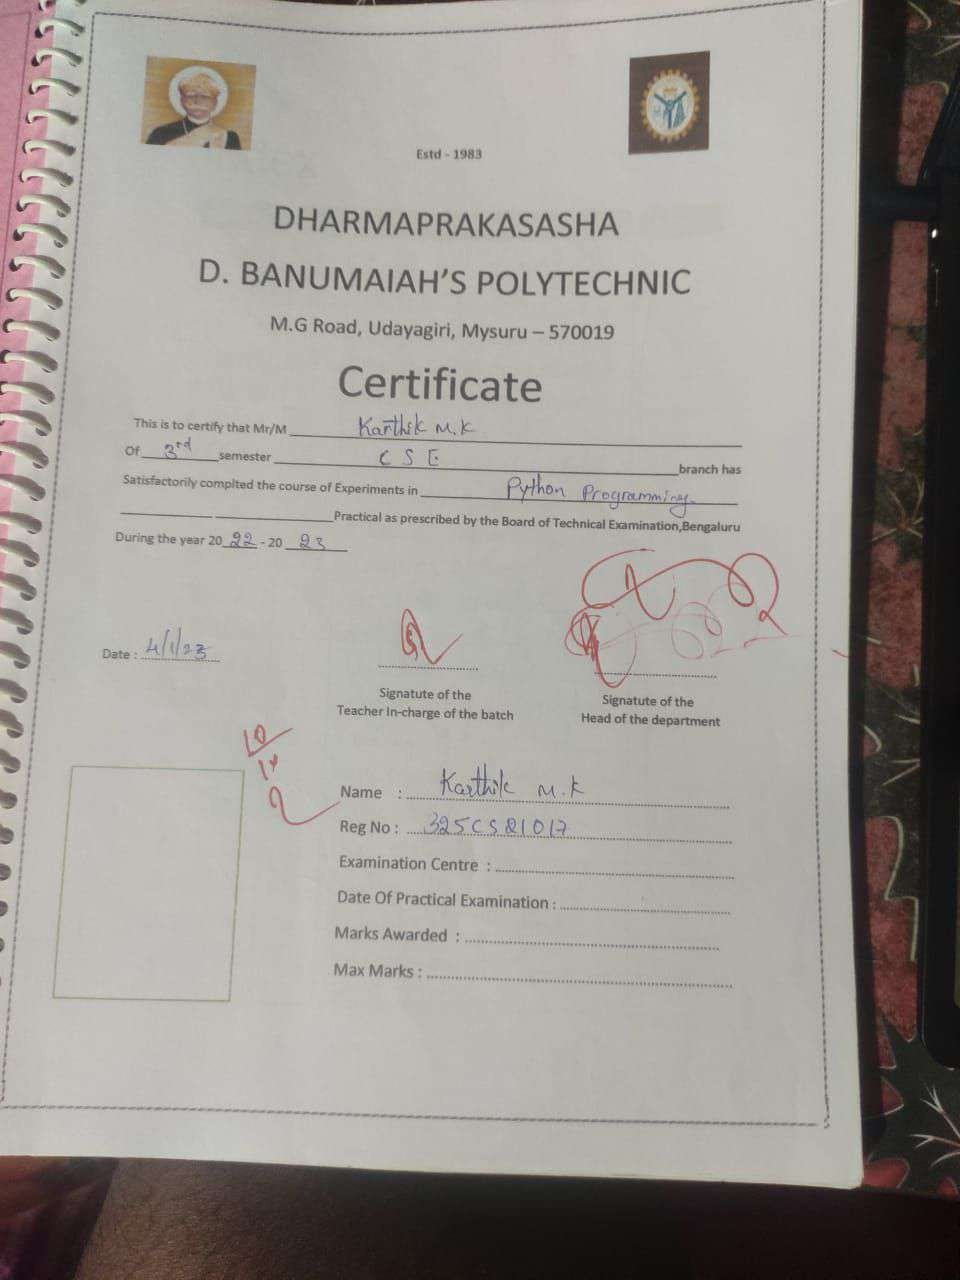 Estd - 1983
DHARMAPRAKASASHA
D. BANUMAIAH'S POLYTECHNIC
M.G Road, Udayagiri, Mysuru – 570019
Certificate
This is to certify that Mr/M Karthik M.K
Of 3rd semester CSE branch has
Satisfactorily complted the course of Experiments in Python Programming
Practical as prescribed by the Board of Technical Examination,Bengaluru
During the year 20 22 - 20 23
Date : 4/1/23
Signatute of the
Teacher In-charge of the batch
Signatute of the
Head of the department
10
Name : Karthik M.K
Reg No : 325CS21017
Examination Centre :
Date Of Practical Examination :
Marks Awarded :
Max Marks :